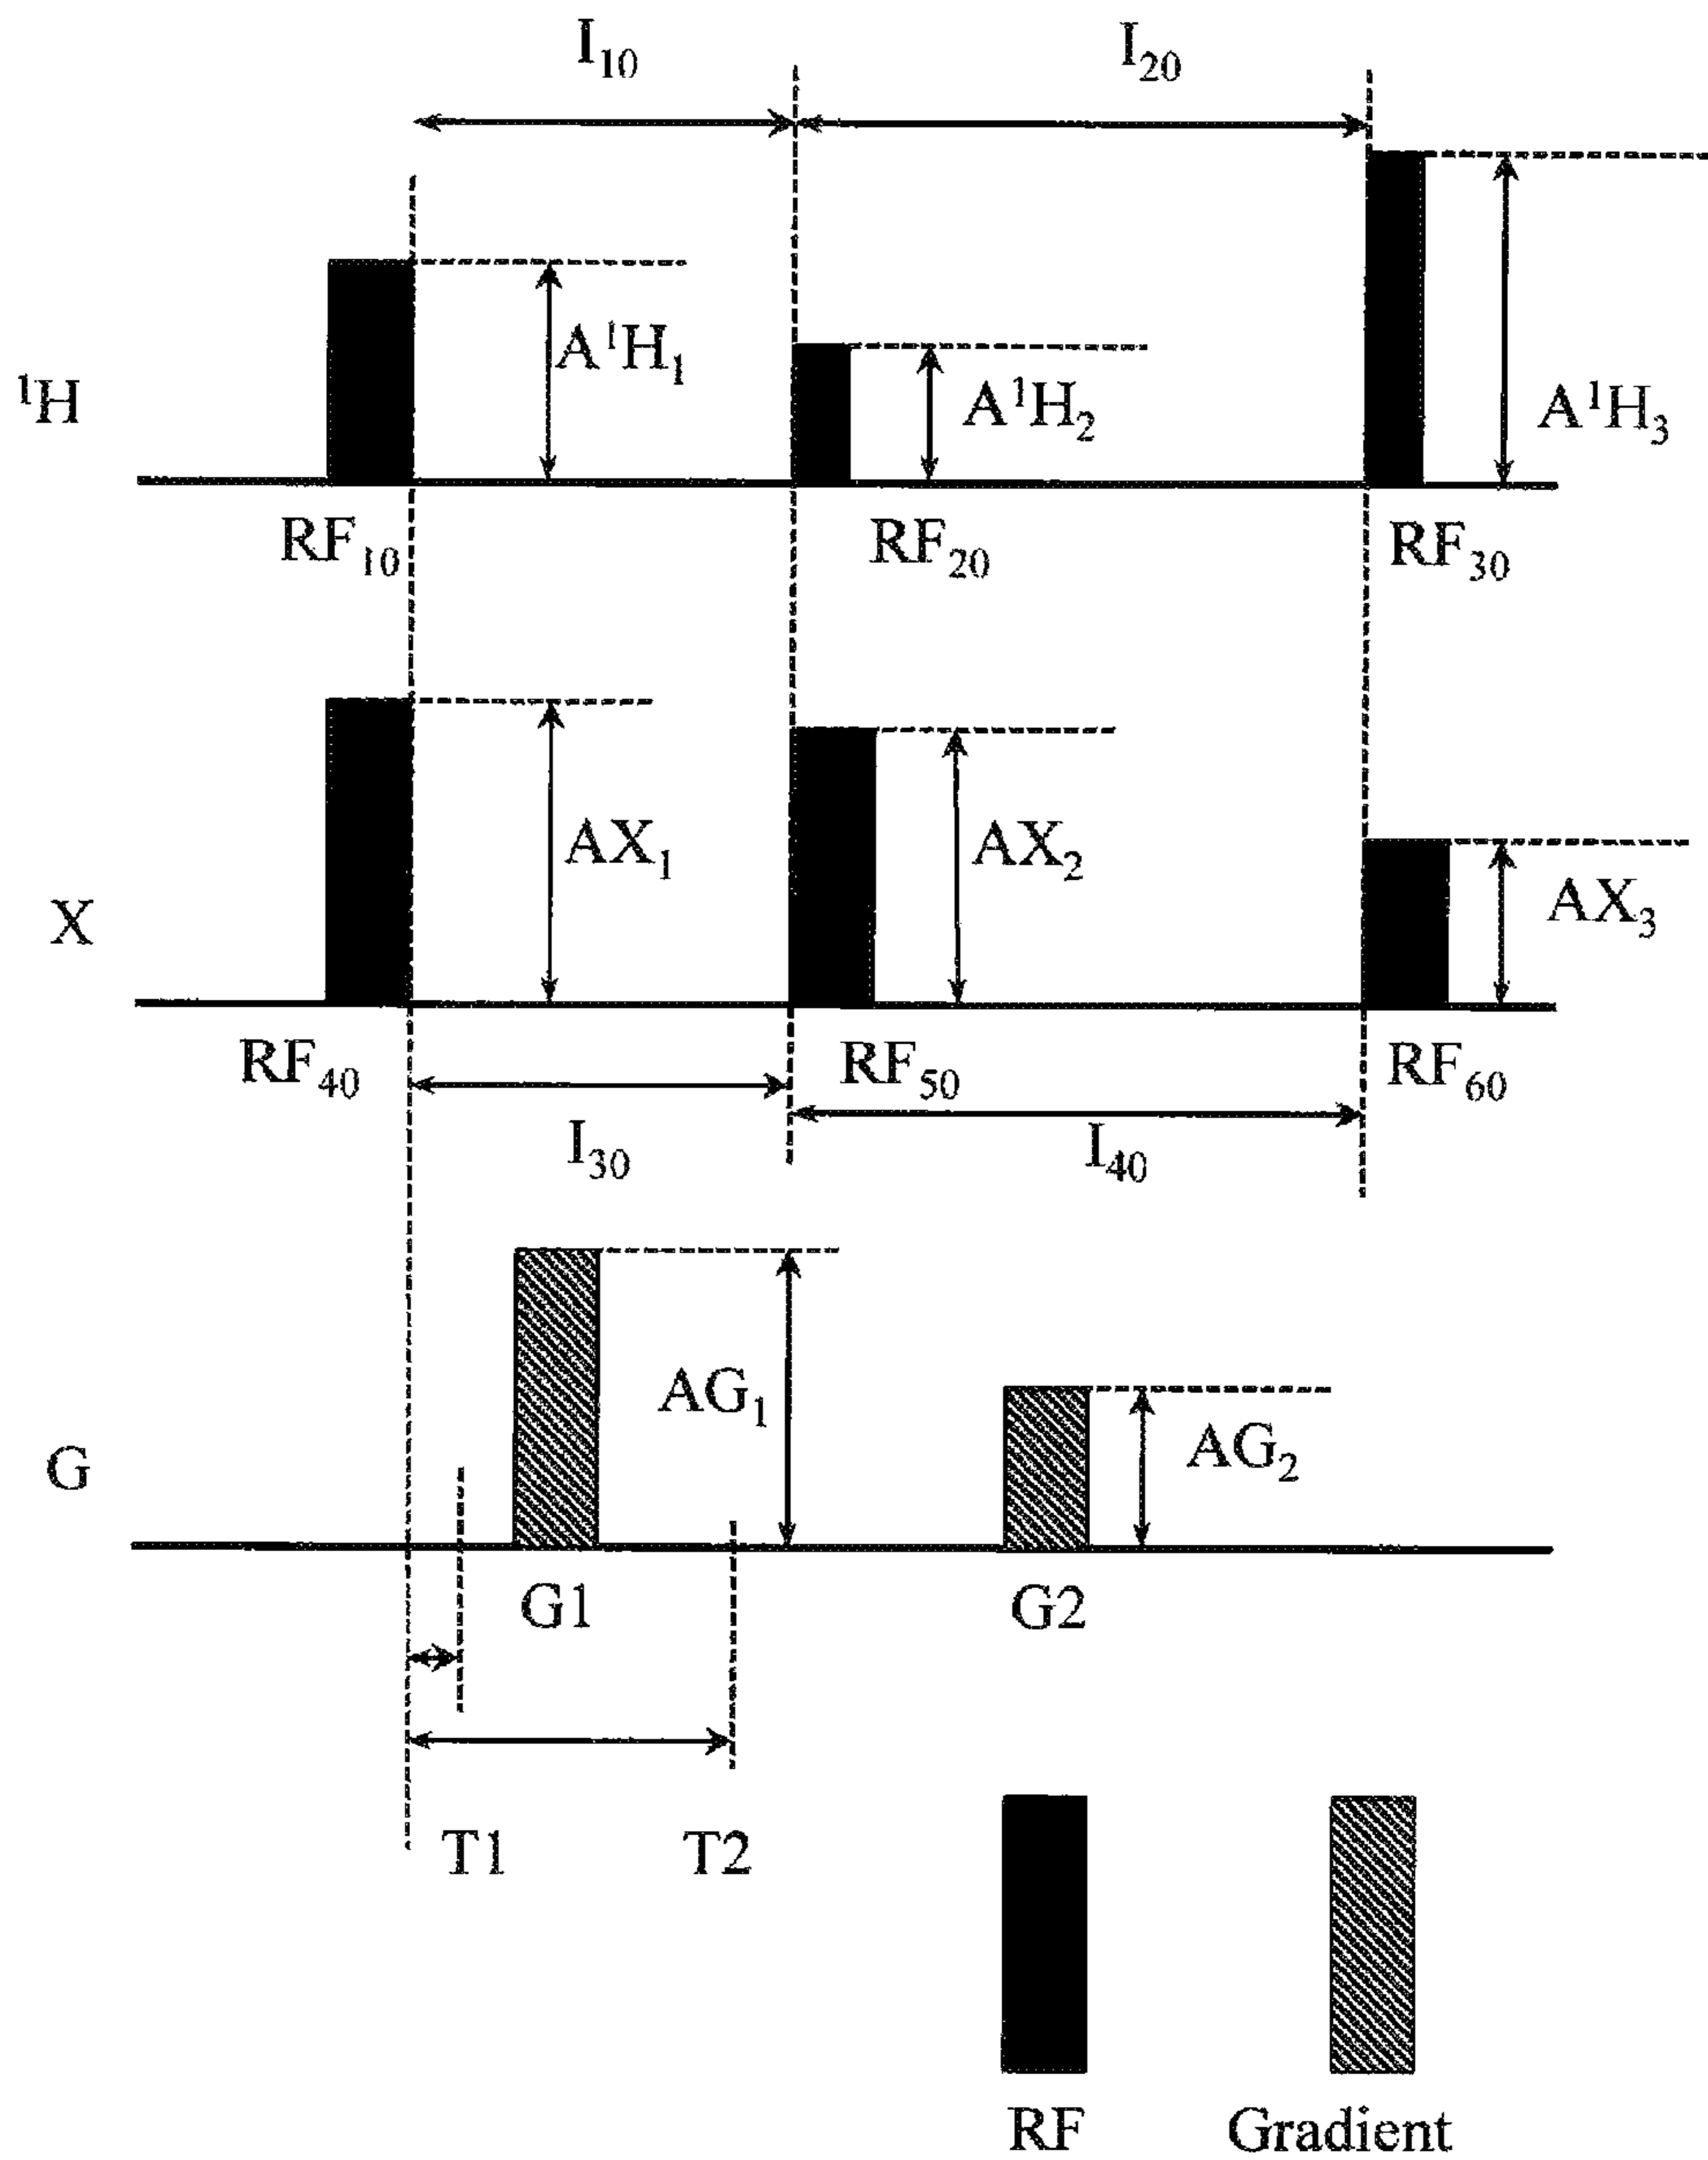 I₁₀ I₂₀
¹H A¹H₁ A¹H₂ A¹H₃
RF₁₀ RF₂₀ RF₃₀
X AX₁ AX₂ AX₃
RF₄₀ RF₅₀ RF₆₀
I₃₀ I₄₀
G AG₁ AG₂
G1 G2
T1 T2
RF Gradient